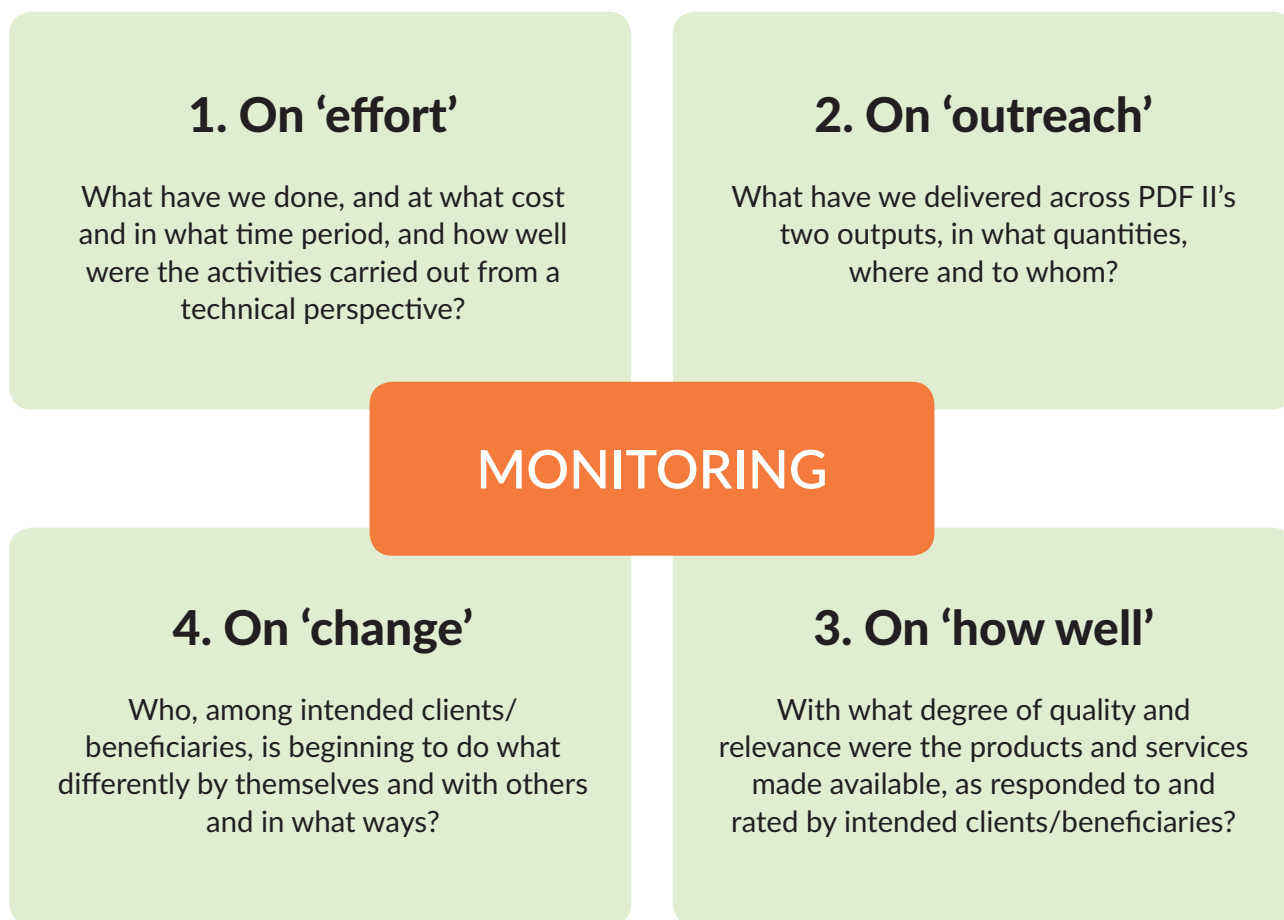 1. On ‘effort’
What have we done, and at what cost
and in what time period, and how well
were the activities carried out from a
technical perspective?
2. On ‘outreach’
What have we delivered across PDF II’s
two outputs, in what quantities,
where and to whom?
MONITORING
4. On ‘change’
Who, among intended clients/
beneficiaries, is beginning to do what
differently by themselves and with others
and in what ways?
3. On ‘how well’
With what degree of quality and
relevance were the products and services
made available, as responded to and
rated by intended clients/beneficiaries?